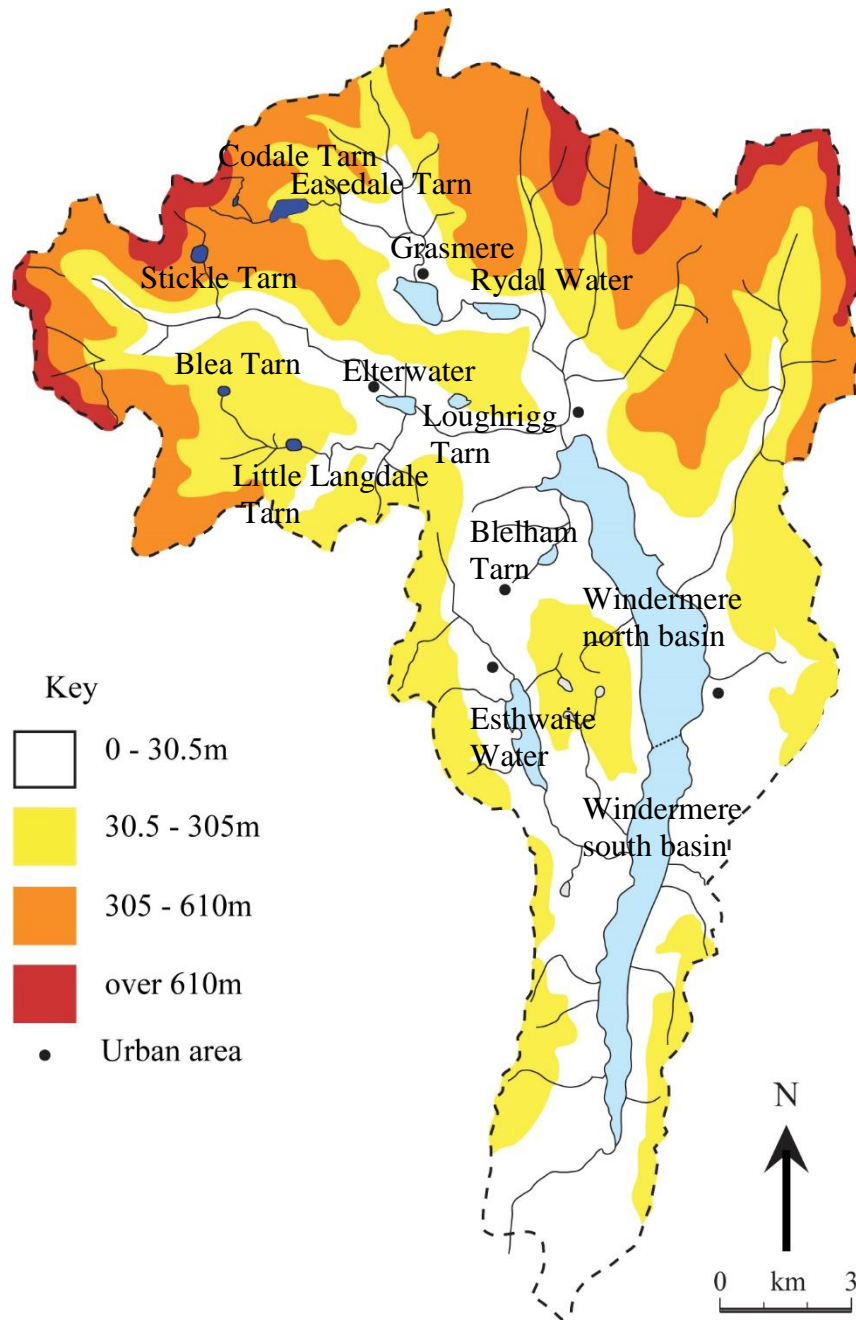 Codale Tarn
Easedale Tarn
Grasmere
Rydal Water
Stickle Tarn
Blea Tarn
Elterwater
Loughrigg
Tarn
Little Langdale
Tarn
Blelham
Tarn
Windermere
north basin
Esthwaite
Water
Windermere
south basin
Key
0 - 30.5m
30.5 - 305m
305 - 610m
over 610m
Urban area
N
0 km 3